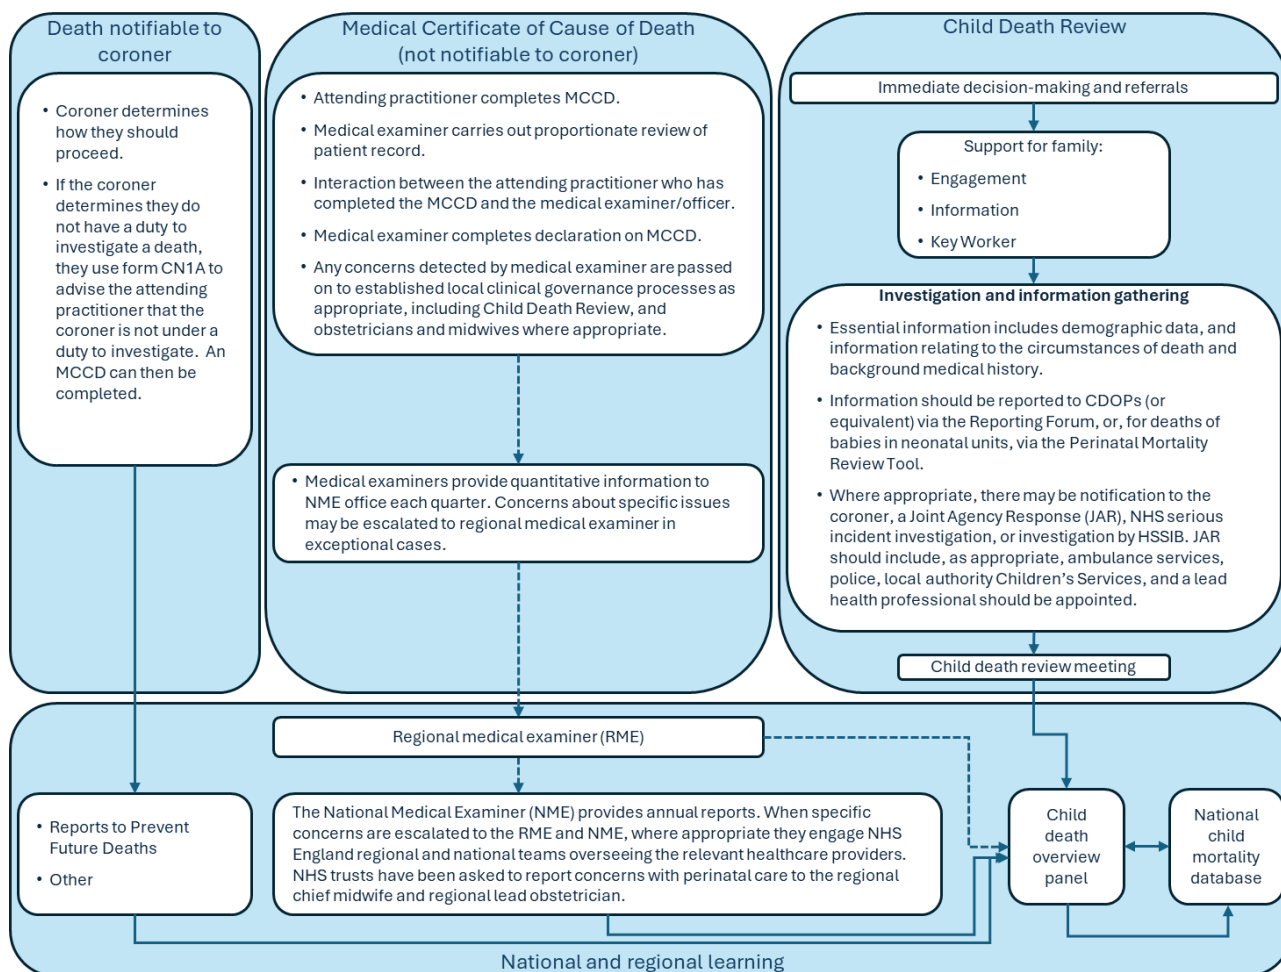 Death notifiable to
coroner
• Coroner determines
how they should
proceed.
• If the coroner
determines they do
not have a duty to
investigate a death,
they use form CN1A to
advise the attending
practitioner that the
coroner is not under a
duty to investigate. An
MCCD can then be
completed.
Medical Certificate of Cause of Death
(not notifiable to coroner)
• Attending practitioner completes MCCD.
• Medical examiner carries out proportionate review of
patient record.
• Interaction between the attending practitioner who has
completed the MCCD and the medical examiner/officer.
• Medical examiner completes declaration on MCCD.
• Any concerns detected by medical examiner are passed
on to established local clinical governance processes as
appropriate, including Child Death Review, and
obstetricians and midwives where appropriate.
• Medical examiners provide quantitative information to
NME office each quarter. Concerns about specific issues
may be escalated to regional medical examiner in
exceptional cases.
Child Death Review
Immediate decision-making and referrals
Support for family:
• Engagement
• Information
• Key Worker
Investigation and information gathering
• Essential information includes demographic data, and
information relating to the circumstances of death and
background medical history.
• Information should be reported to CDOPs (or
equivalent) via the Reporting Forum, or, for deaths of
babies in neonatal units, via the Perinatal Mortality
Review Tool.
• Where appropriate, there may be notification to the
coroner, a Joint Agency Response (JAR), NHS serious
incident investigation, or investigation by HSSIB. JAR
should include, as appropriate, ambulance services,
police, local authority Children's Services, and a lead
health professional should be appointed.
Child death review meeting
Regional medical examiner (RME)
• Reports to Prevent
Future Deaths
• Other
The National Medical Examiner (NME) provides annual reports. When specific
concerns are escalated to the RME and NME, where appropriate they engage NHS
England regional and national teams overseeing the relevant healthcare providers.
NHS trusts have been asked to report concerns with perinatal care to the regional
chief midwife and regional lead obstetrician.
Child
death
overview
panel
National
child
mortality
database
National and regional learning